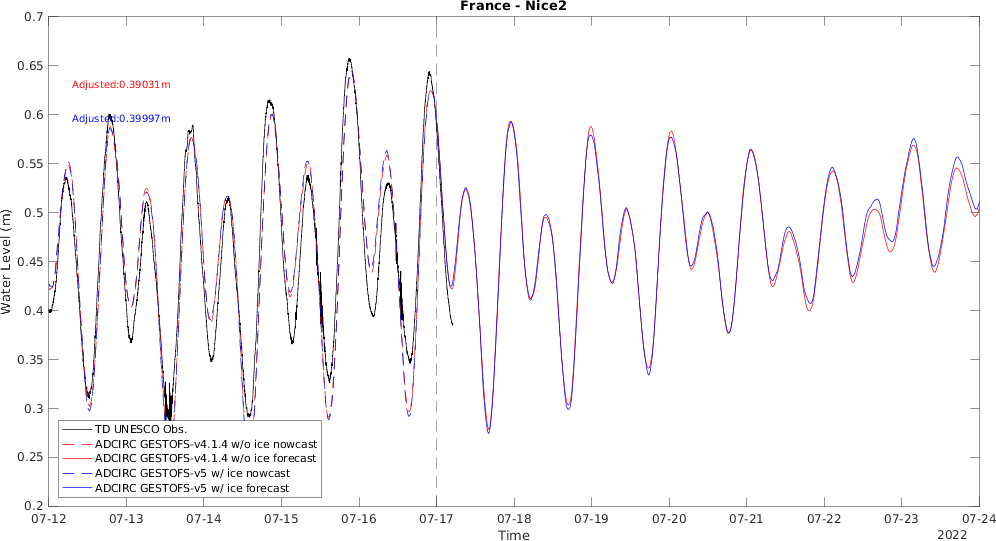 France - Nice2
0.7
0.65
0.6
0.55
0.5
0.45
0.4
0.35
0.3
0.25
0.2
Water Level (m)
Adjusted:0.39031m
Adjusted:0.39997m
TD UNESCO Obs.
ADCIRC GESTOFS-v4.1.4 w/o ice nowcast
ADCIRC GESTOFS-v4.1.4 w/o ice forecast
ADCIRC GESTOFS-v5 w/ ice nowcast
ADCIRC GESTOFS-v5 w/ ice forecast
07-12 07-13 07-14 07-15 07-16 07-17 07-18 07-19 07-20 07-21 07-22 07-23 07-24
Time
2022